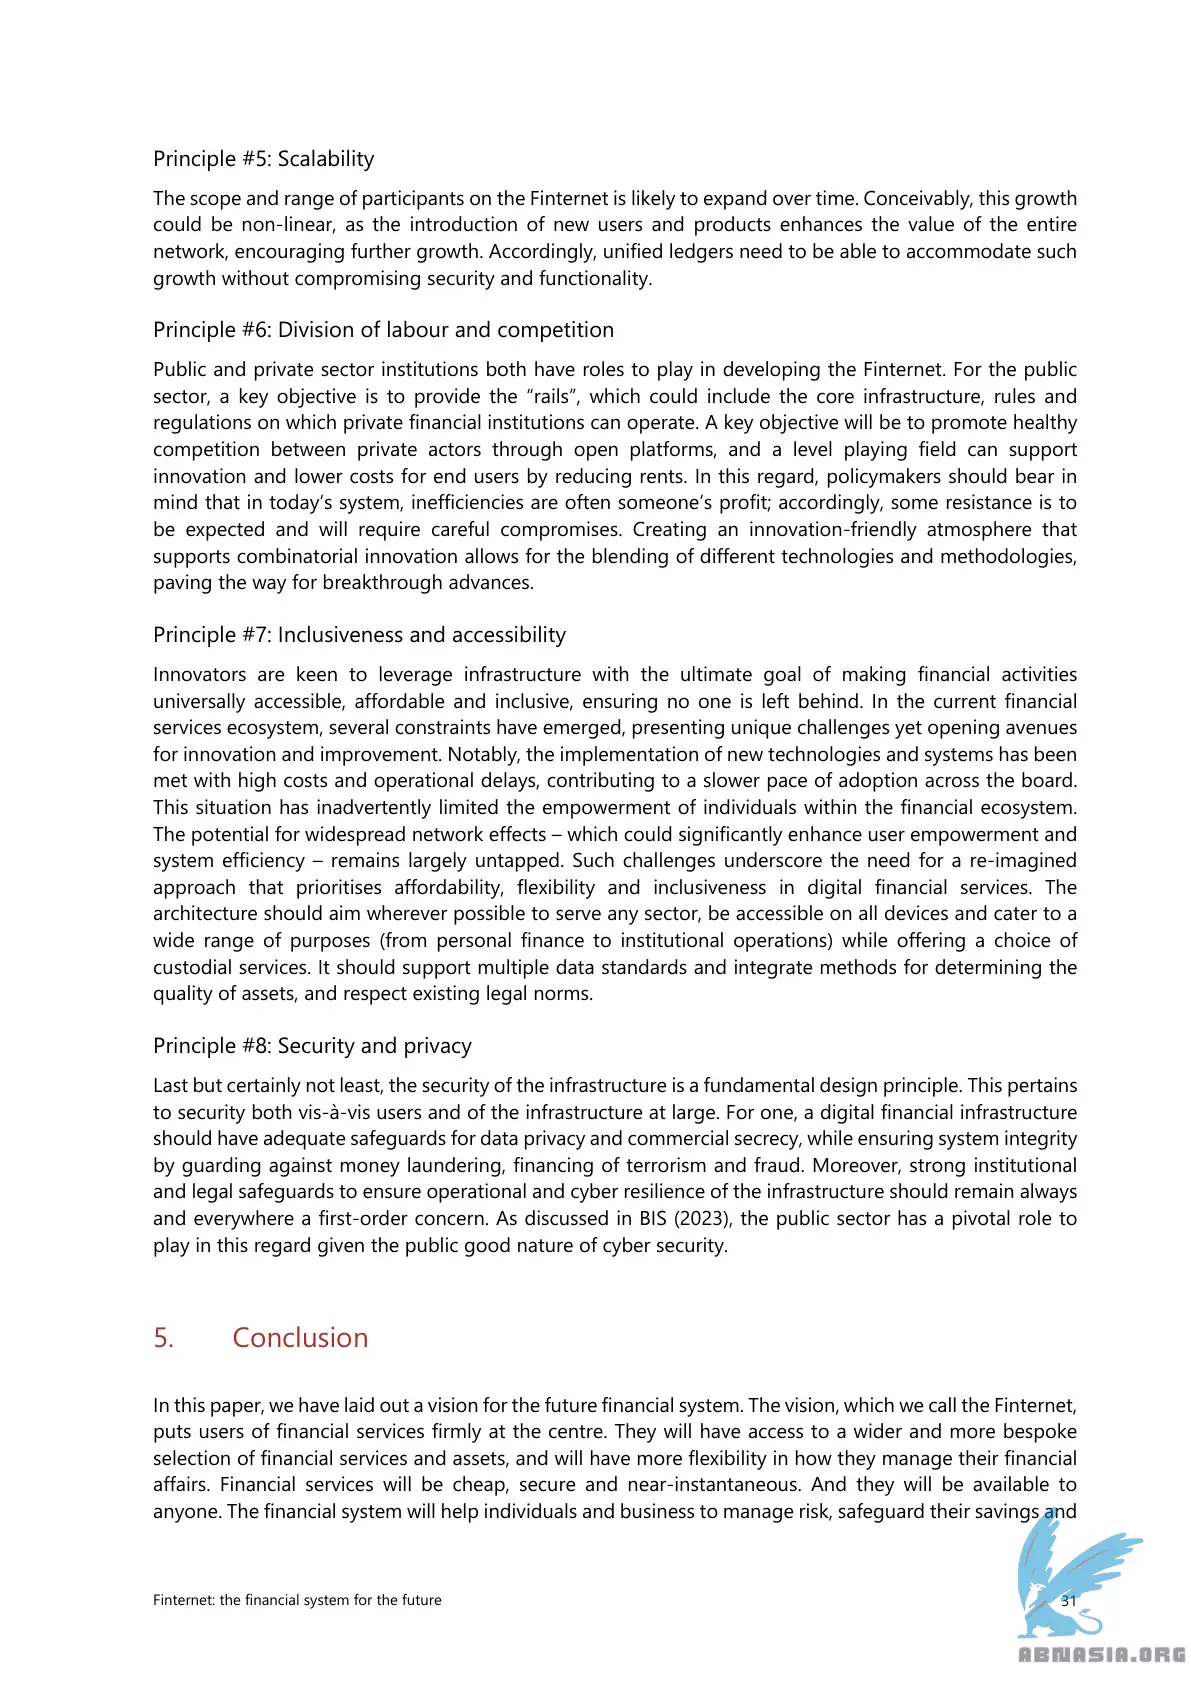 Principle #5: Scalability
The scope and range of participants on the Finternet is likely to expand over time. Conceivably, this growth
could be non-linear, as the introduction of new users and products enhances the value of the entire
network, encouraging further growth. Accordingly, unified ledgers need to be able to accommodate such
growth without compromising security and functionality.
Principle #6: Division of labour and competition
Public and private sector institutions both have roles to play in developing the Finternet. For the public
sector, a key objective is to provide the “rails”, which could include the core infrastructure, rules and
regulations on which private financial institutions can operate. A key objective will be to promote healthy
competition between private actors through open platforms, and a level playing field can support
innovation and lower costs for end users by reducing rents. In this regard, policymakers should bear in
mind that in today’s system, inefficiencies are often someone’s profit; accordingly, some resistance is to
be expected and will require careful compromises. Creating an innovation-friendly atmosphere that
supports combinatorial innovation allows for the blending of different technologies and methodologies,
paving the way for breakthrough advances.
Principle #7: Inclusiveness and accessibility
Innovators are keen to leverage infrastructure with the ultimate goal of making financial activities
universally accessible, affordable and inclusive, ensuring no one is left behind. In the current financial
services ecosystem, several constraints have emerged, presenting unique challenges yet opening avenues
for innovation and improvement. Notably, the implementation of new technologies and systems has been
met with high costs and operational delays, contributing to a slower pace of adoption across the board.
This situation has inadvertently limited the empowerment of individuals within the financial ecosystem.
The potential for widespread network effects – which could significantly enhance user empowerment and
system efficiency – remains largely untapped. Such challenges underscore the need for a re-imagined
approach that prioritises affordability, flexibility and inclusiveness in digital financial services. The
architecture should aim wherever possible to serve any sector, be accessible on all devices and cater to a
wide range of purposes (from personal finance to institutional operations) while offering a choice of
custodial services. It should support multiple data standards and integrate methods for determining the
quality of assets, and respect existing legal norms.
Principle #8: Security and privacy
Last but certainly not least, the security of the infrastructure is a fundamental design principle. This pertains
to security both vis-à-vis users and of the infrastructure at large. For one, a digital financial infrastructure
should have adequate safeguards for data privacy and commercial secrecy, while ensuring system integrity
by guarding against money laundering, financing of terrorism and fraud. Moreover, strong institutional
and legal safeguards to ensure operational and cyber resilience of the infrastructure should remain always
and everywhere a first-order concern. As discussed in BIS (2023), the public sector has a pivotal role to
play in this regard given the public good nature of cyber security.
5. Conclusion
In this paper, we have laid out a vision for the future financial system. The vision, which we call the Finternet,
puts users of financial services firmly at the centre. They will have access to a wider and more bespoke
selection of financial services and assets, and will have more flexibility in how they manage their financial
affairs. Financial services will be cheap, secure and near-instantaneous. And they will be available to
anyone. The financial system will help individuals and business to manage risk, safeguard their savings and
Finternet: the financial system for the future 31
ABNASIA.ORG